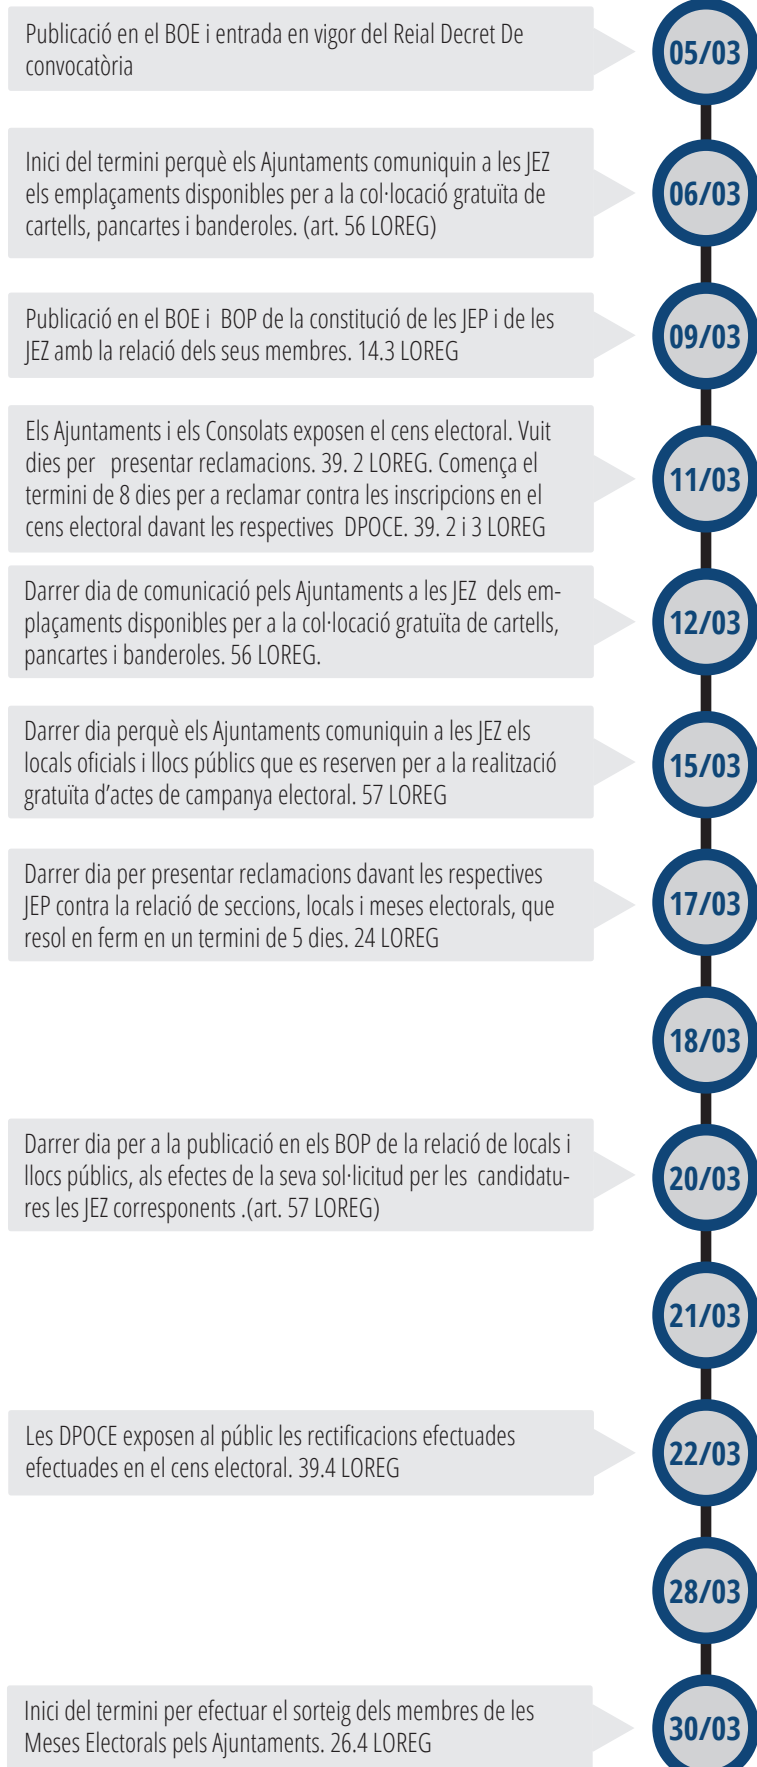 Publicació en el BOE i entrada en vigor del Reial Decret De
convocatòria
05/03
Inici del termini perquè els Ajuntaments comuniquin a les JEZ
els emplaçaments disponibles per a la col·locació gratuïta de
cartells, pancartes i banderoles. (art. 56 LOREG)
06/03
Publicació en el BOE i BOP de la constitució de les JEP i de les
JEZ amb la relació dels seus membres. 14.3 LOREG
09/03
Els Ajuntaments i els Consolats exposen el cens electoral. Vuit
dies per presentar reclamacions. 39. 2 LOREG. Comença el
termini de 8 dies per a reclamar contra les inscripcions en el
cens electoral davant les respectives DPOCE. 39. 2 i 3 LOREG
11/03
Darrer dia de comunicació pels Ajuntaments a les JEZ dels em-
plaçaments disponibles per a la col·locació gratuïta de cartells,
pancartes i banderoles. 56 LOREG.
12/03
Darrer dia perquè els Ajuntaments comuniquin a les JEZ els
locals oficials i llocs públics que es reserven per a la realització
gratuïta d’actes de campanya electoral. 57 LOREG
15/03
Darrer dia per presentar reclamacions davant les respectives
JEP contra la relació de seccions, locals i meses electorals, que
resol en ferm en un termini de 5 dies. 24 LOREG
17/03
18/03
Darrer dia per a la publicació en els BOP de la relació de locals i
llocs públics, als efectes de la seva sol·licitud per les candidatu-
res les JEZ corresponents .(art. 57 LOREG)
20/03
21/03
Les DPOCE exposen al públic les rectificacions efectuades
efectuades en el cens electoral. 39.4 LOREG
22/03
28/03
Inici del termini per efectuar el sorteig dels membres de les
Meses Electorals pels Ajuntaments. 26.4 LOREG
30/03